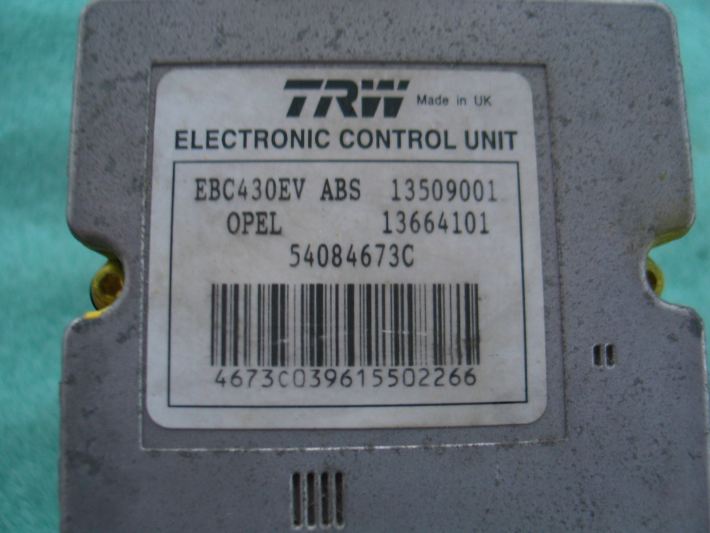 TRW Made in UK
ELECTRONIC CONTROL UNIT
EBC430EV ABS 13509001
OPEL 13664101
54084673C
4673C039615502266